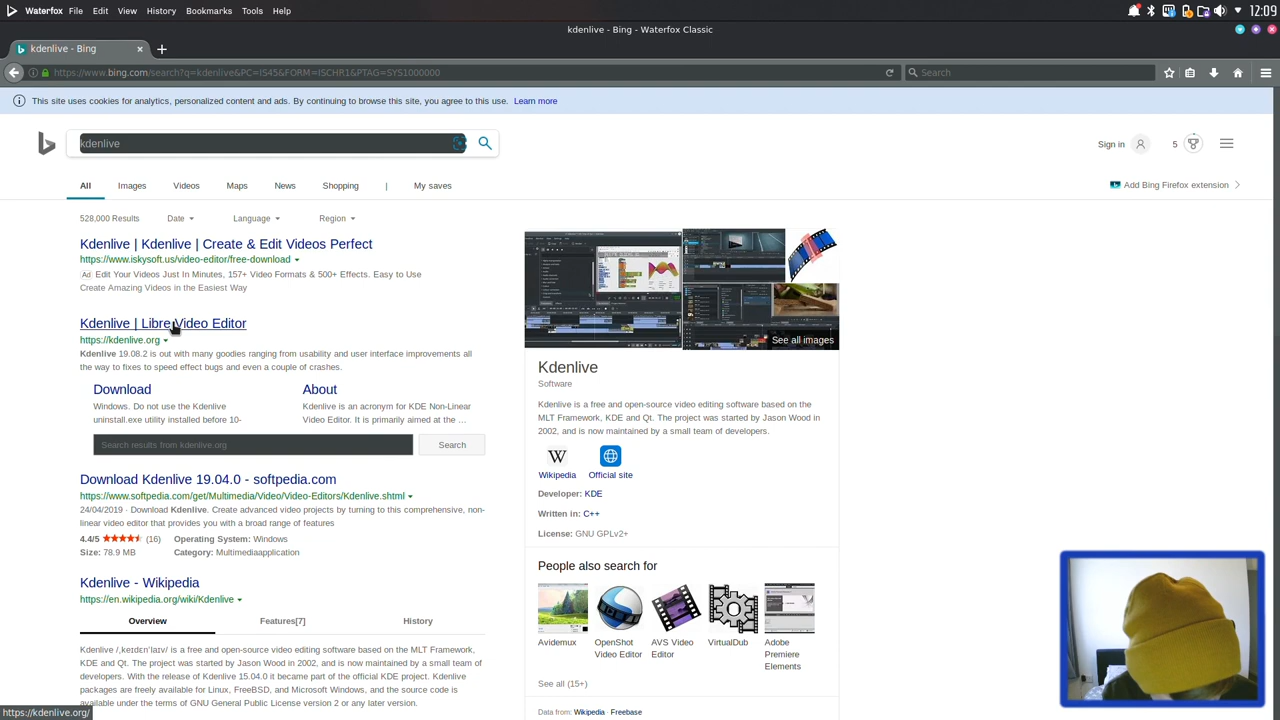 Waterfox File Edit View History Bookmarks Tools Help
12:09
kdenlive - Bing - Waterfox Classic
kdenlive - Bing
https://www.bing.com/search?q=kdenlive&PC=IS45&FORM=ISCHR1&PTAG=SYS1000000
Search
This site uses cookies for analytics, personalized content and ads. By continuing to browse this site, you agree to this use. Learn more
kdenlive
Sign in
5
All Images Videos Maps News Shopping | My saves
Add Bing Firefox extension
528,000 Results Date Language Region
Kdenlive | Kdenlive | Create & Edit Videos Perfect
https://www.iskysoft.us/video-editor/free-download
Ad Edit Your Videos Just In Minutes, 157+ Video Formats & 500+ Effects. Easy to Use
Create Amazing Videos in the Easiest Way
Kdenlive | Libre Video Editor
https://kdenlive.org
Kdenlive 19.08.2 is out with many goodies ranging from usability and user interface improvements all
the way to fixes to speed effect bugs and even a couple of crashes.
Download
Windows. Do not use the Kdenlive
uninstall.exe utility installed before 10-
About
Kdenlive is an acronym for KDE Non-Linear
Video Editor. It is primarily aimed at the ...
Search results from kdenlive.org
Search
Download Kdenlive 19.04.0 - softpedia.com
https://www.softpedia.com/get/Multimedia/Video/Video-Editors/Kdenlive.shtml
24/04/2019 · Download Kdenlive. Create advanced video projects by turning to this comprehensive, non-
linear video editor that provides you with a broad range of features
4.4/5 (16) Operating System: Windows
Size: 78.9 MB Category: Multimediaapplication
Kdenlive - Wikipedia
https://en.wikipedia.org/wiki/Kdenlive
Overview Features[7] History
Kdenlive /ˌkeɪdɛnˈlaɪv/ is a free and open-source video editing software based on the MLT Framework,
KDE and Qt. The project was started by Jason Wood in 2002, and is now maintained by a small team of
developers. With the release of Kdenlive 15.04.0 it became part of the official KDE project. Kdenlive
packages are freely available for Linux, FreeBSD, and Microsoft Windows, and the source code is
available under the terms of GNU General Public License version 2 or any later version.
https://kdenlive.org/
See all images
Kdenlive
Software
Kdenlive is a free and open-source video editing software based on the
MLT Framework, KDE and Qt. The project was started by Jason Wood in
2002, and is now maintained by a small team of developers.
W
Wikipedia Official site
Developer: KDE
Written in: C++
License: GNU GPLv2+
People also search for
Avidemux
OpenShot
Video Editor
AVS Video
Editor
VirtualDub
Adobe
Premiere
Elements
See all (15+)
Data from: Wikipedia · Freebase